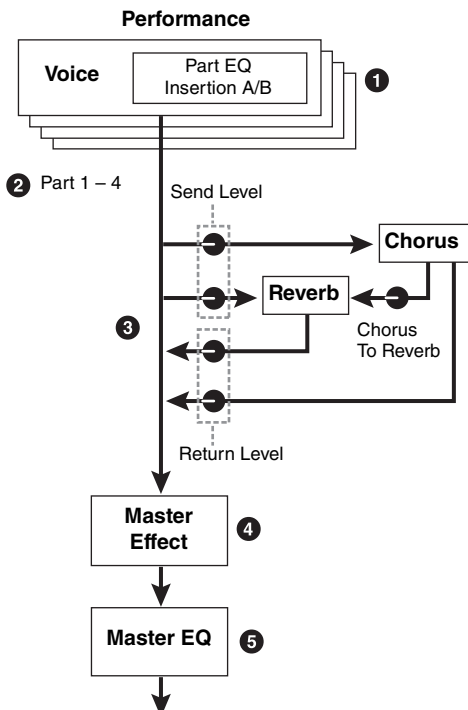 Performance
Voice
Part EQ
Insertion A/B
1
2 Part 1 – 4
Send Level
Chorus
Reverb
3
Chorus
To Reverb
Return Level
Master
Effect
4
Master EQ
5